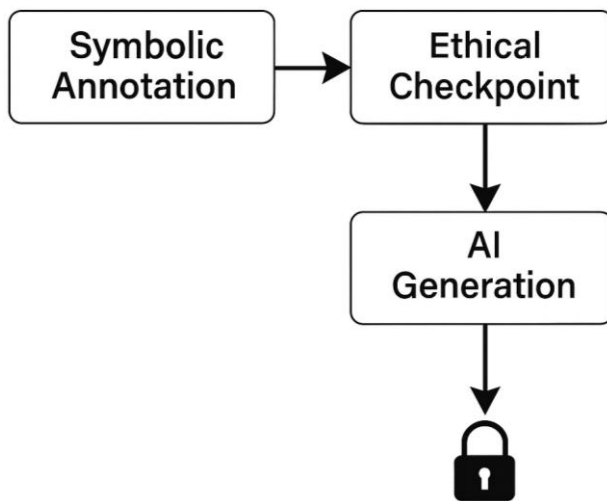 Symbolic
Annotation
Ethical
Checkpoint
AI
Generation